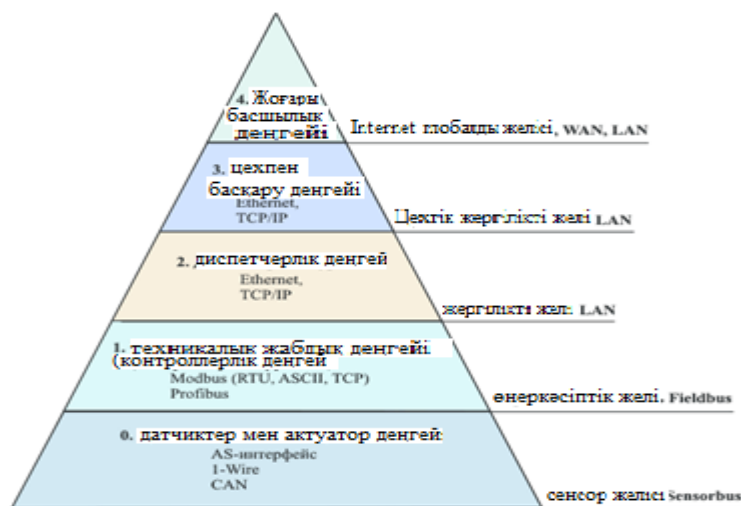 4. Жоғары
басшылық
деңгейі
Internet глобалды желісі, WAN, LAN
3. цехпен
басқару деңгейі
Ethernet,
TCP/IP
Цехтік жергілікті желі LAN
2. диспетчерлік деңгей
Ethernet,
TCP/IP
жергілікті желі. LAN
1. техникалық жабдық деңгейі.
(контроллерлік деңгей
Modbus (RTU, ASCII, TCP)
Profibus
өнеркәсіптік желі. Fieldbus
0. датчиктер мен актуатор деңгей
AS-интерфейс
1-Wire
CAN
сенсор желісі Sensorbus